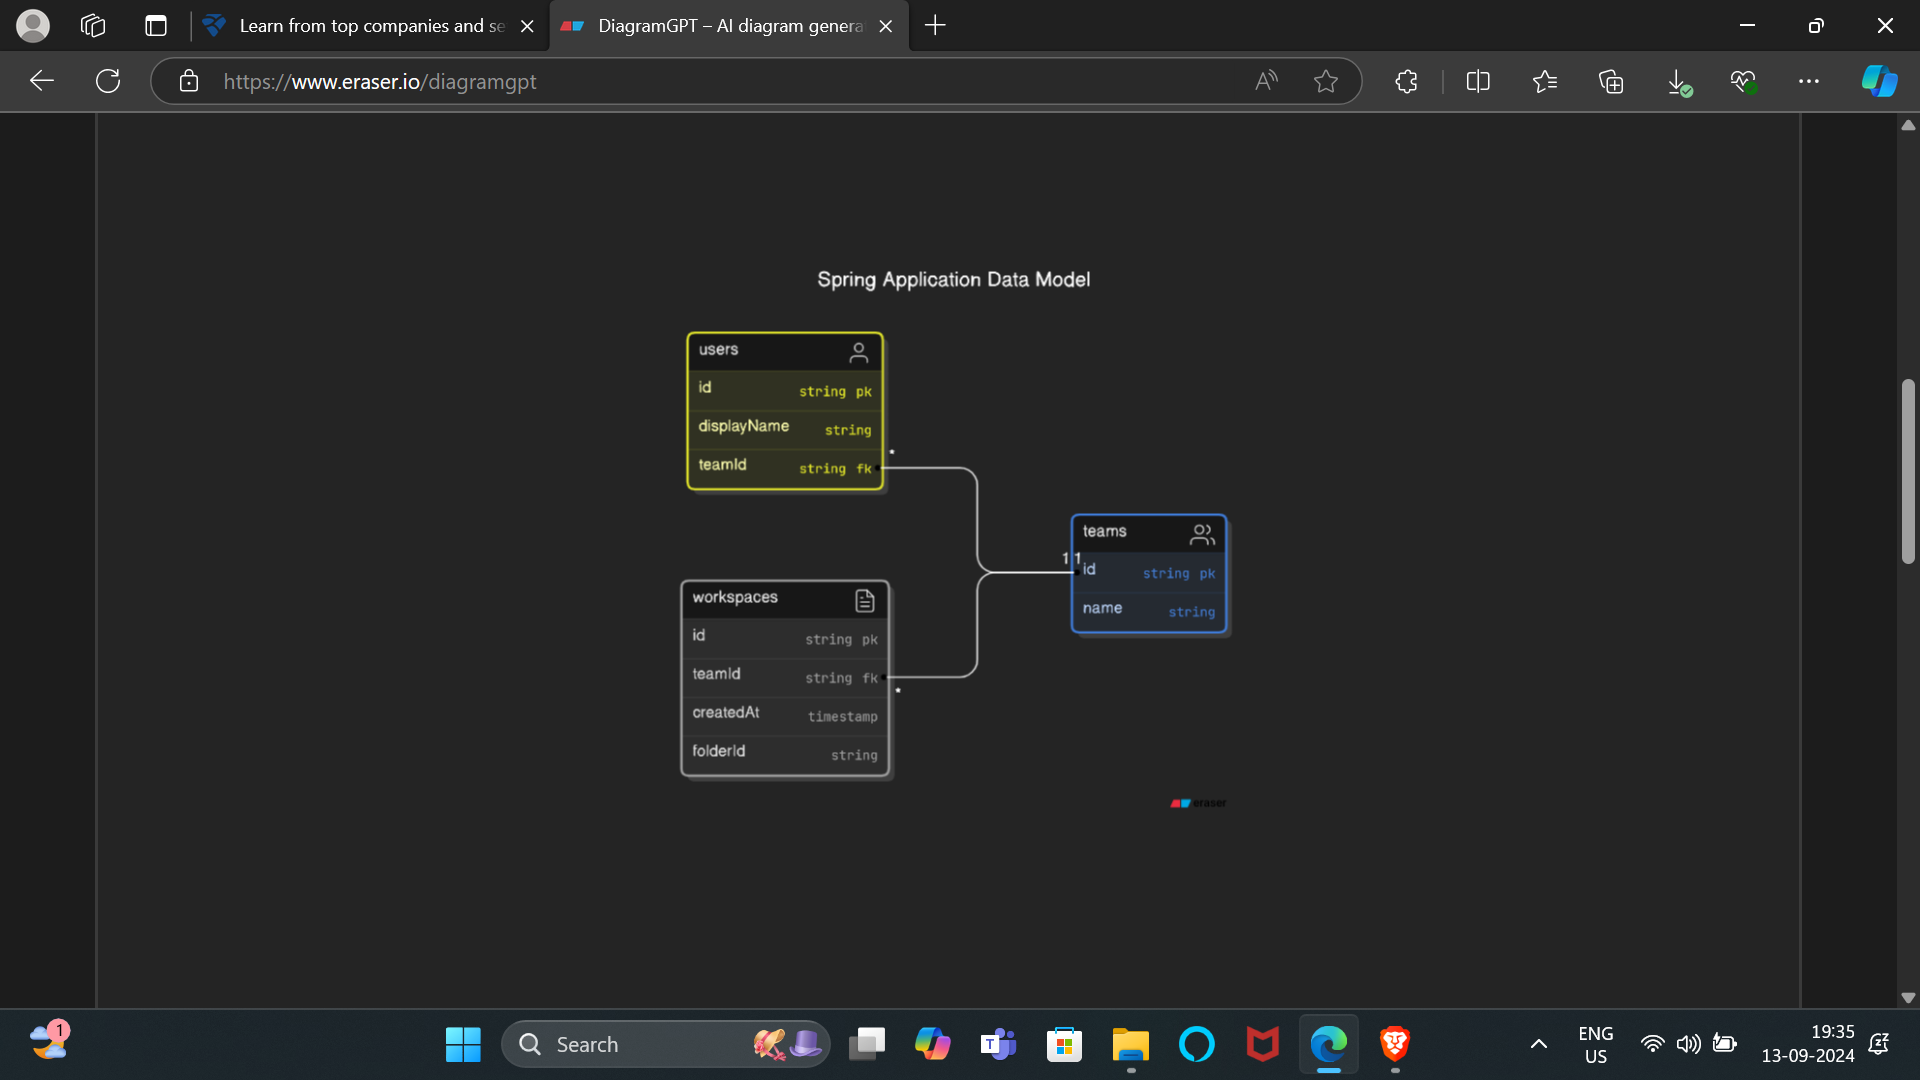 Learn from top companies and se
DiagramGPT – AI diagram genera
https://www.eraser.io/diagramgpt
Spring Application Data Model
users
id string pk
displayName string
teamId string fk
*
teams
1 1
id string pk
name string
workspaces
id string pk
teamId string fk
*
createdAt timestamp
folderId string
eraser
1
Search
T
ENG
US
19:35
13-09-2024